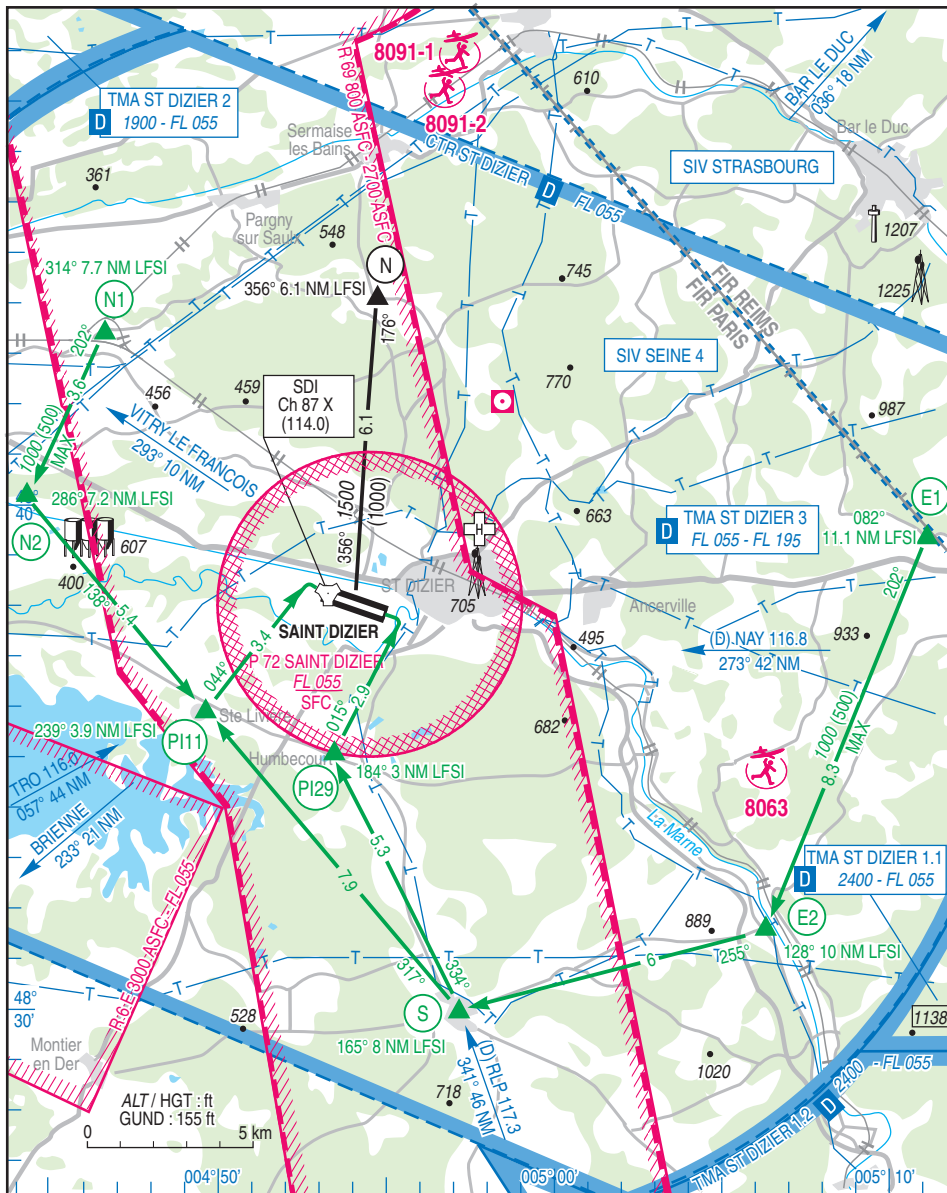 8091-1
8091-2
R 69 800 ASFC - 2700 ASFC
610
BAR LE DUC
036° 18 NM
TMA ST DIZIER 2
D
1900 - FL 055
Sermaise
les Bains
Bar le Duc
SIV STRASBOURG
CTR ST DIZIER
D
FL 055
361
Pargny
sur Saulx
548
1207
N
745
1225
314° 7.7 NM LFSI
356° 6.1 NM LFSI
FIR REIMS
FIR PARIS
N1
202°
176°
SIV SEINE 4
770
3.6
456
459
SDI
Ch 87 X
(114.0)
987
VITRY LE FRANCOIS
293° 10 NM
6.1
1000 (500)
MAX
1500
(1000)
356°
E1
48°
40'
286° 7.2 NM LFSI
N2
607
400
H
663
TMA ST DIZIER 3
D
FL 055 - FL 195
082°
11.1 NM LFSI
202°
138°
5.4
ST DIZIER
705
Ancerville
SAINT DIZIER
495
(D) NAY 116.8
273° 42 NM
933
044°
3.4
P 72 SAINT DIZIER
FL 055
SFC
015°
2.9
682
Ste Livière
239° 3.9 NM LFSI
PI11
Humbecourt
184° 3 NM LFSI
PI29
1000 (500)
MAX
8.3
TRO 116.0
057° 44 NM
BRIENNE
233° 21 NM
8063
La Marne
5.3
7.9
TMA ST DIZIER 1.1
D
2400 - FL 055
R 6 E 3000 ASFC - FL 055
889
E2
128° 10 NM LFSI
6
255°
317°
334°
S
165° 8 NM LFSI
48°
30'
528
1138
Montier
en Der
(D) RLP 117.3
341° 46 NM
1020
718
TMA ST DIZIER 1.2
D
2400
- FL 055
ALT / HGT : ft
GUND : 155 ft
0
5 km
004°50'
005°00'
005°10'